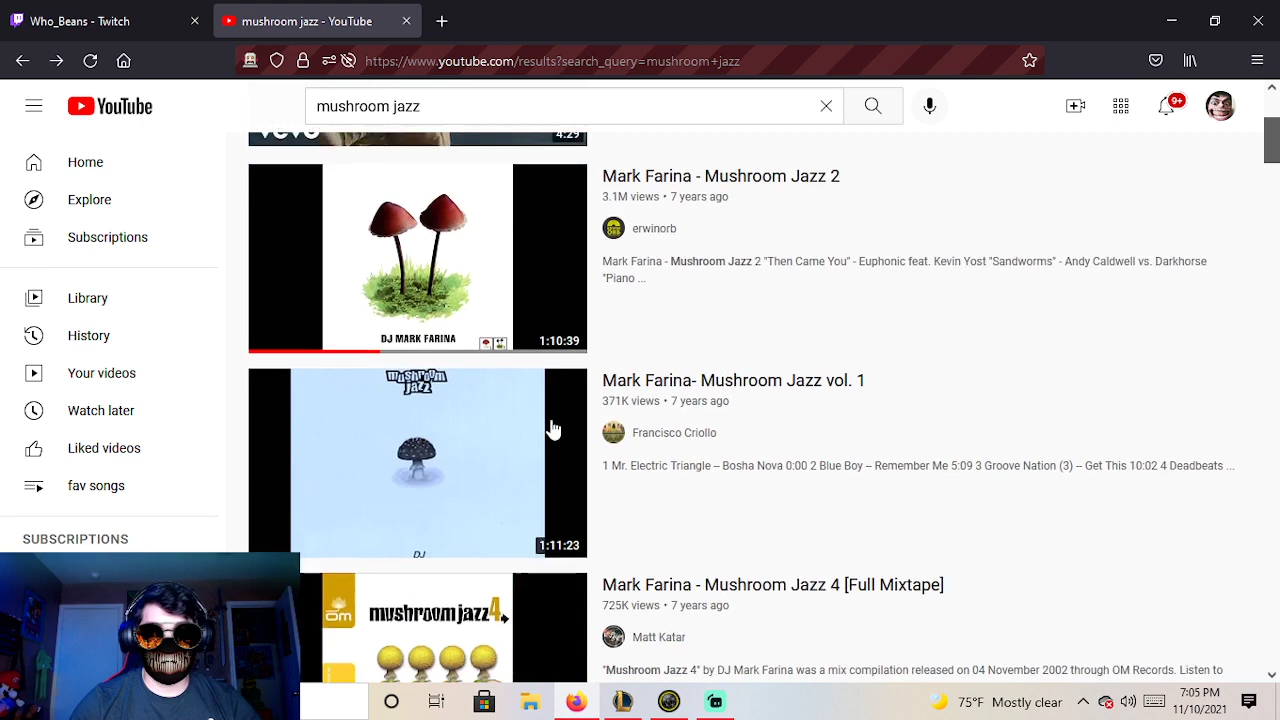 Who_Beans - Twitch
mushroom jazz - YouTube
https://www.youtube.com/results?search_query=mushroom+jazz
YouTube
mushroom jazz
9+
vevo
4:29
Home
Explore
Subscriptions
Library
History
Your videos
Watch later
Liked videos
fav songs
SUBSCRIPTIONS
DJ MARK FARINA
1:10:39
Mark Farina - Mushroom Jazz 2
3.1M views • 7 years ago
erwinorb
Mark Farina - Mushroom Jazz 2 "Then Came You" - Euphonic feat. Kevin Yost "Sandworms" - Andy Caldwell vs. Darkhorse
"Piano ...
mushroom
jazz
DJ
1:11:23
Mark Farina- Mushroom Jazz vol. 1
371K views • 7 years ago
Francisco Criollo
1 Mr. Electric Triangle -- Bosha Nova 0:00 2 Blue Boy -- Remember Me 5:09 3 Groove Nation (3) -- Get This 10:02 4 Deadbeats ...
om
mushroom jazz 4
Mark Farina - Mushroom Jazz 4 [Full Mixtape]
725K views • 7 years ago
Matt Katar
"Mushroom Jazz 4" by DJ Mark Farina was a mix compilation released on 04 November 2002 through OM Records. Listen to
75°F Mostly clear
7:05 PM
11/10/2021